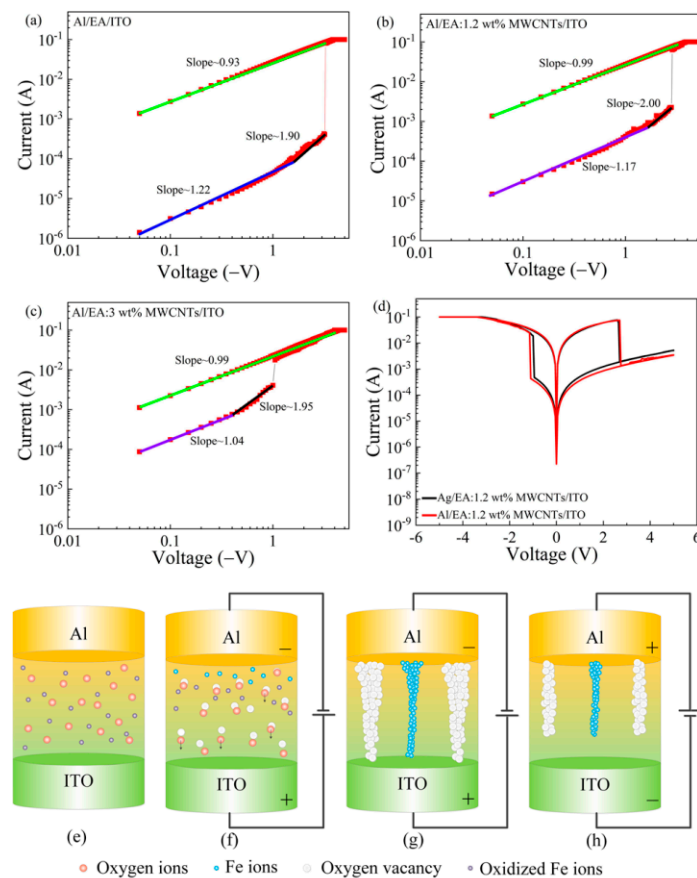 (a) Al/EA/ITO
10⁻¹
10⁻²
10⁻³
10⁻⁴
10⁻⁵
10⁻⁶
Current (A)
Slope~0.93
Slope~1.90
Slope~1.22
0.01 0.1 1
Voltage (−V)
(b) Al/EA:1.2 wt% MWCNTs/ITO
10⁻¹
10⁻²
10⁻³
10⁻⁴
10⁻⁵
10⁻⁶
Current (A)
Slope~0.99
Slope~2.00
Slope~1.17
0.01 0.1 1
Voltage (−V)
(c) Al/EA:3 wt% MWCNTs/ITO
10⁻¹
10⁻²
10⁻³
10⁻⁴
10⁻⁵
10⁻⁶
Current (A)
Slope~0.99
Slope~1.95
Slope~1.04
0.01 0.1 1
Voltage (−V)
(d)
10⁰
10⁻¹
10⁻²
10⁻³
10⁻⁴
10⁻⁵
10⁻⁶
10⁻⁷
10⁻⁸
10⁻⁹
Current (A)
Ag/EA:1.2 wt% MWCNTs/ITO
Al/EA:1.2 wt% MWCNTs/ITO
-6 -4 -2 0 2 4 6
Voltage (V)
Al
ITO
(e)
Al −
ITO +
(f)
Al −
ITO +
(g)
Al +
ITO −
(h)
Oxygen ions Fe ions Oxygen vacancy Oxidized Fe ions